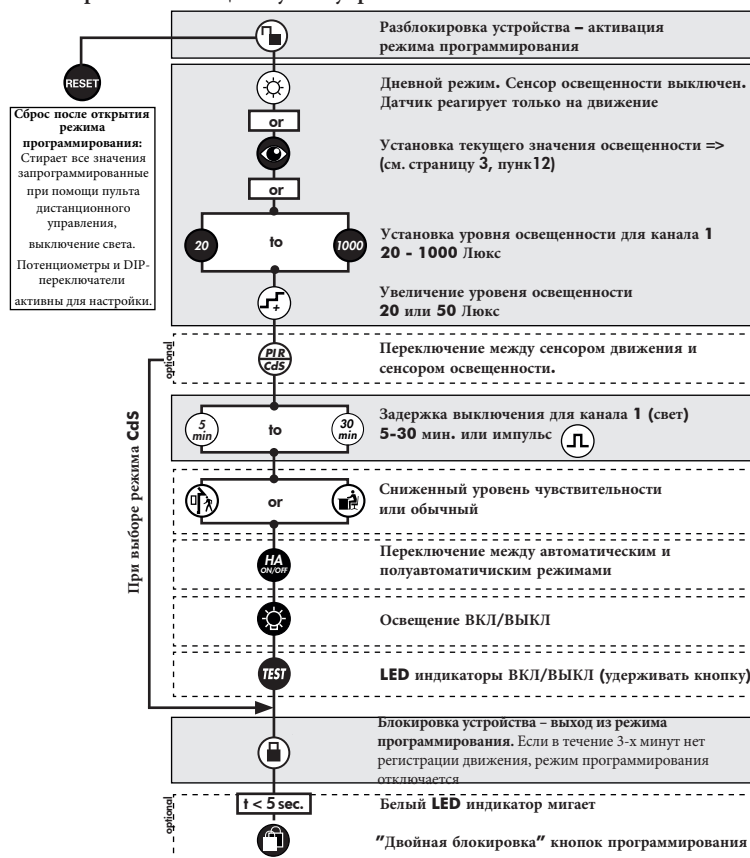 Разблокировка устройства – активация
режима программирования
RESET
Сброс после открытия
режима
программирования:
Стирает все значения
запрограммированные
при помощи пульта
дистанционного
управления,
выключение света.
Потенциометры и DIP-
переключатели
активны для настройки.
Дневной режим. Сенсор освещенности выключен.
Датчик реагирует только на движение
or
Установка текущего значения освещенности =>
(см. страницу 3, пунк12)
or
20
to
1000
Установка уровня освещенности для канала 1
20 - 1000 Люкс
Увеличение уровеня освещенности
20 или 50 Люкс
optional
PIR
CdS
Переключение между сенсором движения и
сенсором освещенности.
При выборе режима CdS
5
min
to
30
min
Задержка выключения для канала 1 (свет)
5-30 мин. или импульс
or
Сниженный уровень чувствительности
или обычный
HA
ON/OFF
Переключение между автоматическим и
полуавтоматичиским режимами
Освещение ВКЛ/ВЫКЛ
TEST
LED индикаторы ВКЛ/ВЫКЛ (удерживать кнопку)
Блокировка устройства – выход из режима
программирования. Если в течение 3-х минут нет
регистрации движения, режим программирования
отключается
optional
t < 5 sec.
Белый LED индикатор мигает
"Двойная блокировка" кнопок программирования